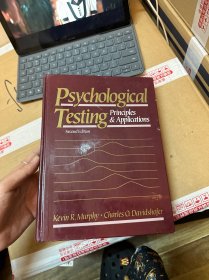 Psychological
Testing
Principles
& Applications
Second edition
Kevin R. Murphy • Charles O. Davidshofer